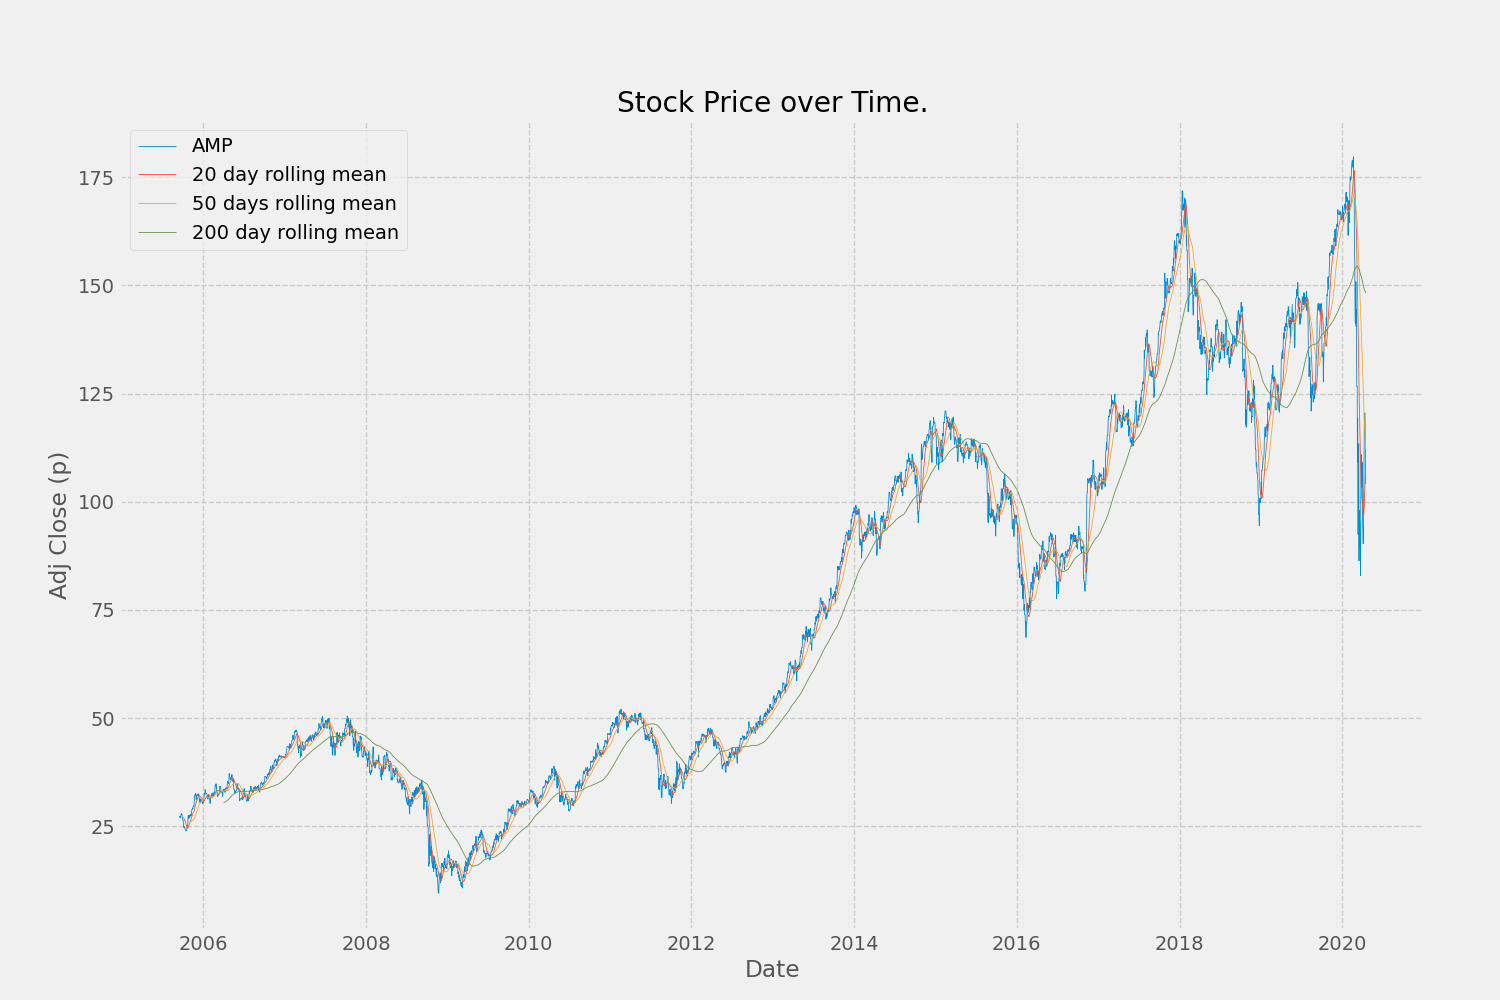 Stock Price over Time.
AMP
20 day rolling mean
50 days rolling mean
200 day rolling mean
175
150
125
100
75
50
25
Adj Close (p)
2006 2008 2010 2012 2014 2016 2018 2020
Date